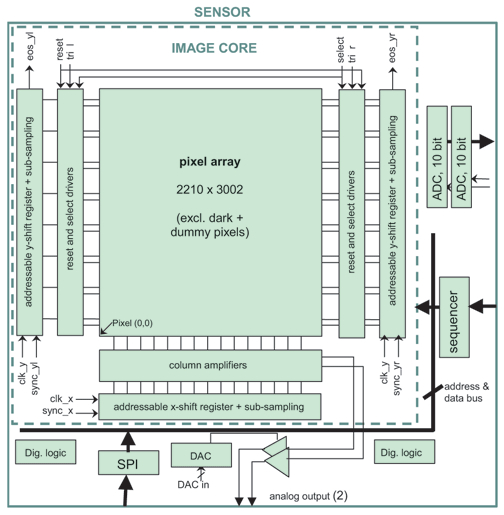 SENSOR
IMAGE CORE
eos_yl
reset
tri_l
select
tri_r
eos_yr
addressable y-shift register + sub-sampling
reset and select drivers
pixel array
2210 x 3002
(excl. dark +
dummy pixels)
reset and select drivers
addressable y-shift register + sub-sampling
ADC, 10 bit
ADC, 10 bit
sequencer
Pixel (0,0)
clk_y
sync_yl
column amplifiers
clk_y
sync_yr
address &
data bus
clk_x
sync_x
addressable x-shift register + sub-sampling
Dig. logic
SPI
DAC
DAC in
Dig. logic
analog output (2)